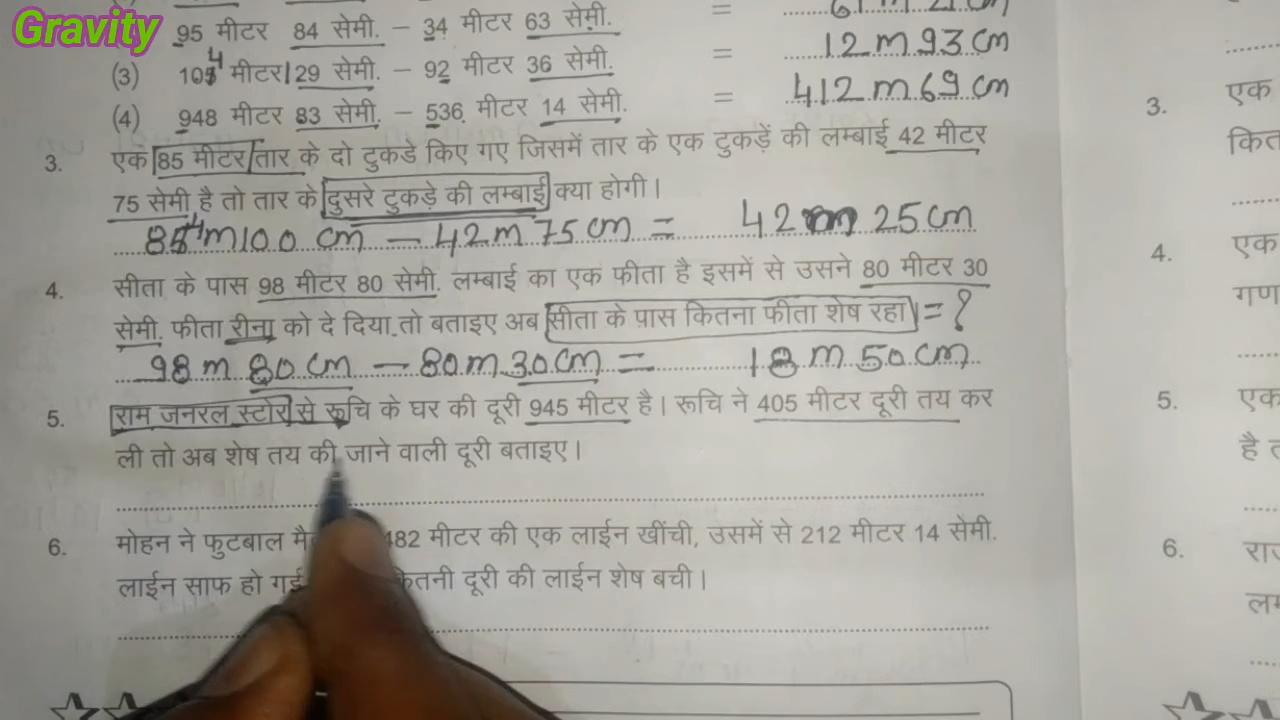 Gravity
95 मीटर 84 सेमी. – 34 मीटर 63 सेमी. =
(3) 105 4 मीटर 129 सेमी. – 92 मीटर 36 सेमी. = 12 m 93 cm
(4) 948 मीटर 83 सेमी. – 536 मीटर 14 सेमी. = 412 m 69 cm
3. एक 85 मीटर तार के दो टुकडे किए गए जिसमें तार के एक टुकड़ें की लम्बाई 42 मीटर
75 सेमी है तो तार के दुसरे टुकड़े की लम्बाई क्या होगी।
85 4 m 100 cm – 42 m 75 cm = 42 m 25 cm
4. सीता के पास 98 मीटर 80 सेमी. लम्बाई का एक फीता है इसमें से उसने 80 मीटर 30
सेमी. फीता रीना को दे दिया तो बताइए अब सीता के पास कितना फीता शेष रहा = ?
98 m 80 cm – 80 m 30 cm = 18 m 50 cm
5. राम जनरल स्टोर से रूचि के घर की दूरी 945 मीटर है। रूचि ने 405 मीटर दूरी तय कर
ली तो अब शेष तय की जाने वाली दूरी बताइए।
6. मोहन ने फुटबाल 482 मीटर की एक लाईन खींची, उसमें से 212 मीटर 14 सेमी.
लाईन साफ हो गई कितनी दूरी की लाईन शेष बची।
3. एक
4. एक
5. एक
6.